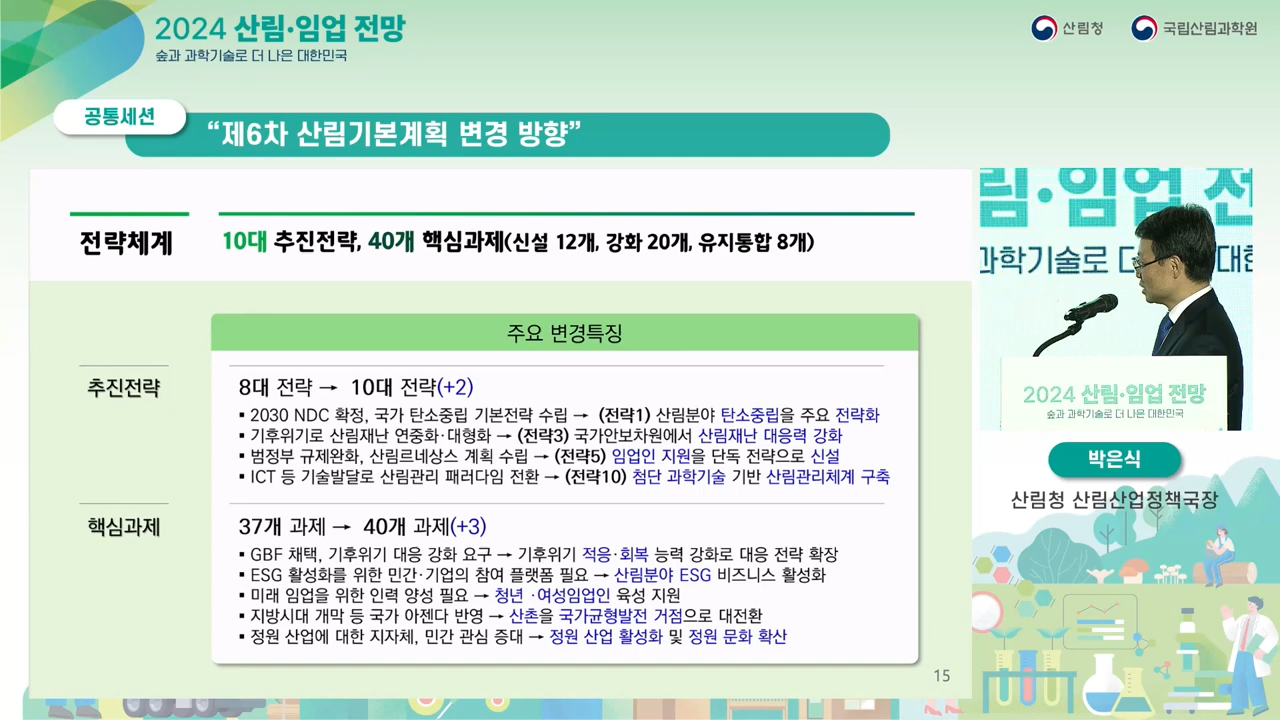 2024 산림·임업 전망
숲과 과학기술로 더 나은 대한민국
산림청
국립산림과학원
공통세션
“제6차 산림기본계획 변경 방향”
전략체계
10대 추진전략, 40개 핵심과제(신설 12개, 강화 20개, 유지통합 8개)
주요 변경특징
추진전략
8대 전략 → 10대 전략(+2)
▪ 2030 NDC 확정, 국가 탄소중립 기본전략 수립 → (전략1) 산림분야 탄소중립을 주요 전략화
▪ 기후위기로 산림재난 연중화·대형화 → (전략3) 국가안보차원에서 산림재난 대응력 강화
▪ 범정부 규제완화, 산림르네상스 계획 수립 → (전략5) 임업인 지원을 단독 전략으로 신설
▪ ICT 등 기술발달로 산림관리 패러다임 전환 → (전략10) 첨단 과학기술 기반 산림관리체계 구축
핵심과제
37개 과제 → 40개 과제(+3)
▪ GBF 채택, 기후위기 대응 강화 요구 → 기후위기 적응·회복 능력 강화로 대응 전략 확장
▪ ESG 활성화를 위한 민간·기업의 참여 플랫폼 필요 → 산림분야 ESG 비즈니스 활성화
▪ 미래 임업을 위한 인력 양성 필요 → 청년 ·여성임업인 육성 지원
▪ 지방시대 개막 등 국가 아젠다 반영 → 산촌을 국가균형발전 거점으로 대전환
▪ 정원 산업에 대한 지자체, 민간 관심 증대 → 정원 산업 활성화 및 정원 문화 확산
15
림·임업 전
과학기술로 더 대한
2024 산림·임업 전망
숲과 과학기술로 더 나은 대한민국
박은식
산림청 산림산업정책국장